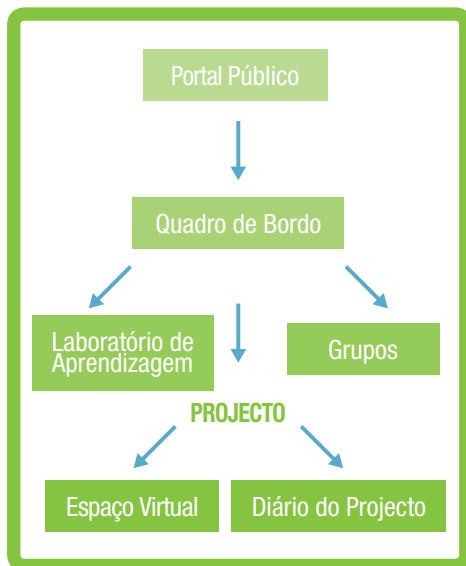 Portal Público
Quadro de Bordo
Laboratório de
Aprendizagem
Grupos
PROJECTO
Espaço Virtual
Diário do Projecto